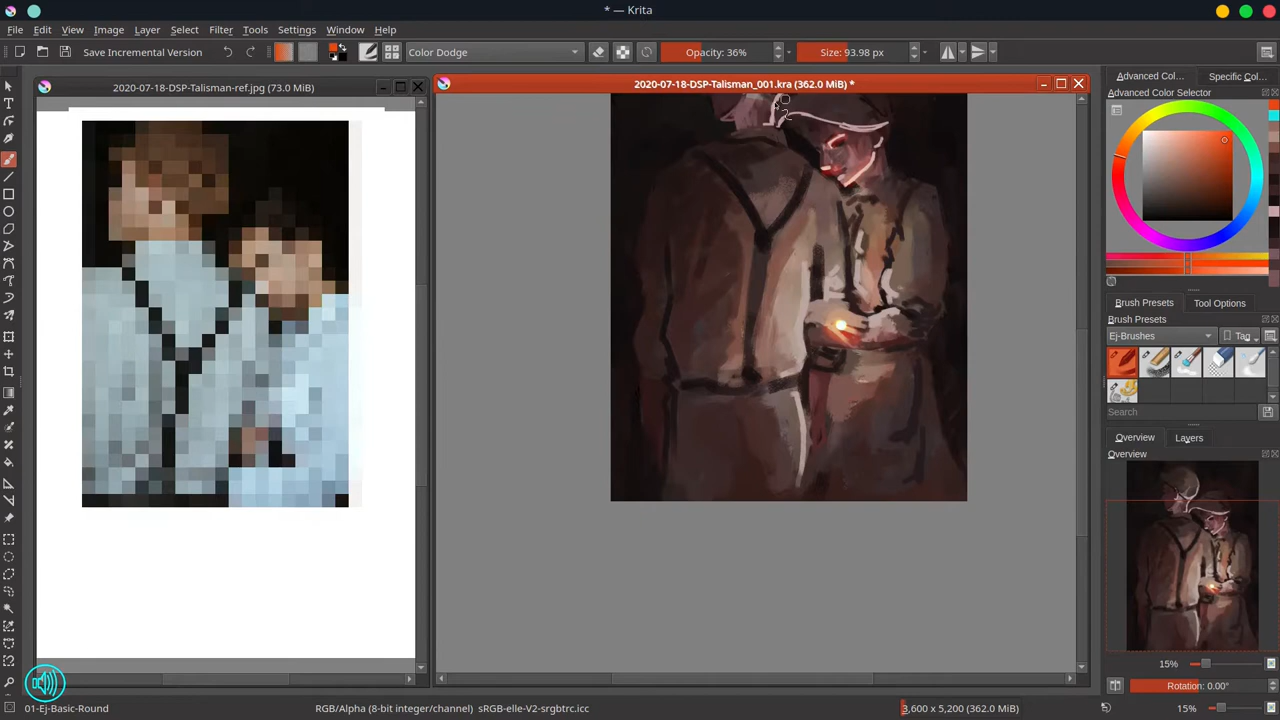 * — Krita
File Edit View Image Layer Select Filter Tools Settings Window Help
Save Incremental Version Color Dodge Opacity: 36% Size: 93.98 px
2020-07-18-DSP-Talisman-ref.jpg (73.0 MiB)
2020-07-18-DSP-Talisman_001.kra (362.0 MiB) *
Advanced Col... Specific Co...
Advanced Color Selector
Brush Presets Tool Options
Brush Presets
Ej-Brushes Tag
Search
Overview Layers
Overview
15%
Rotation: 0.00°
01-Ej-Basic-Round RGB/Alpha (8-bit integer/channel) sRGB-elle-V2-srgbtrc.icc 3,600 x 5,200 (362.0 MiB) 15%